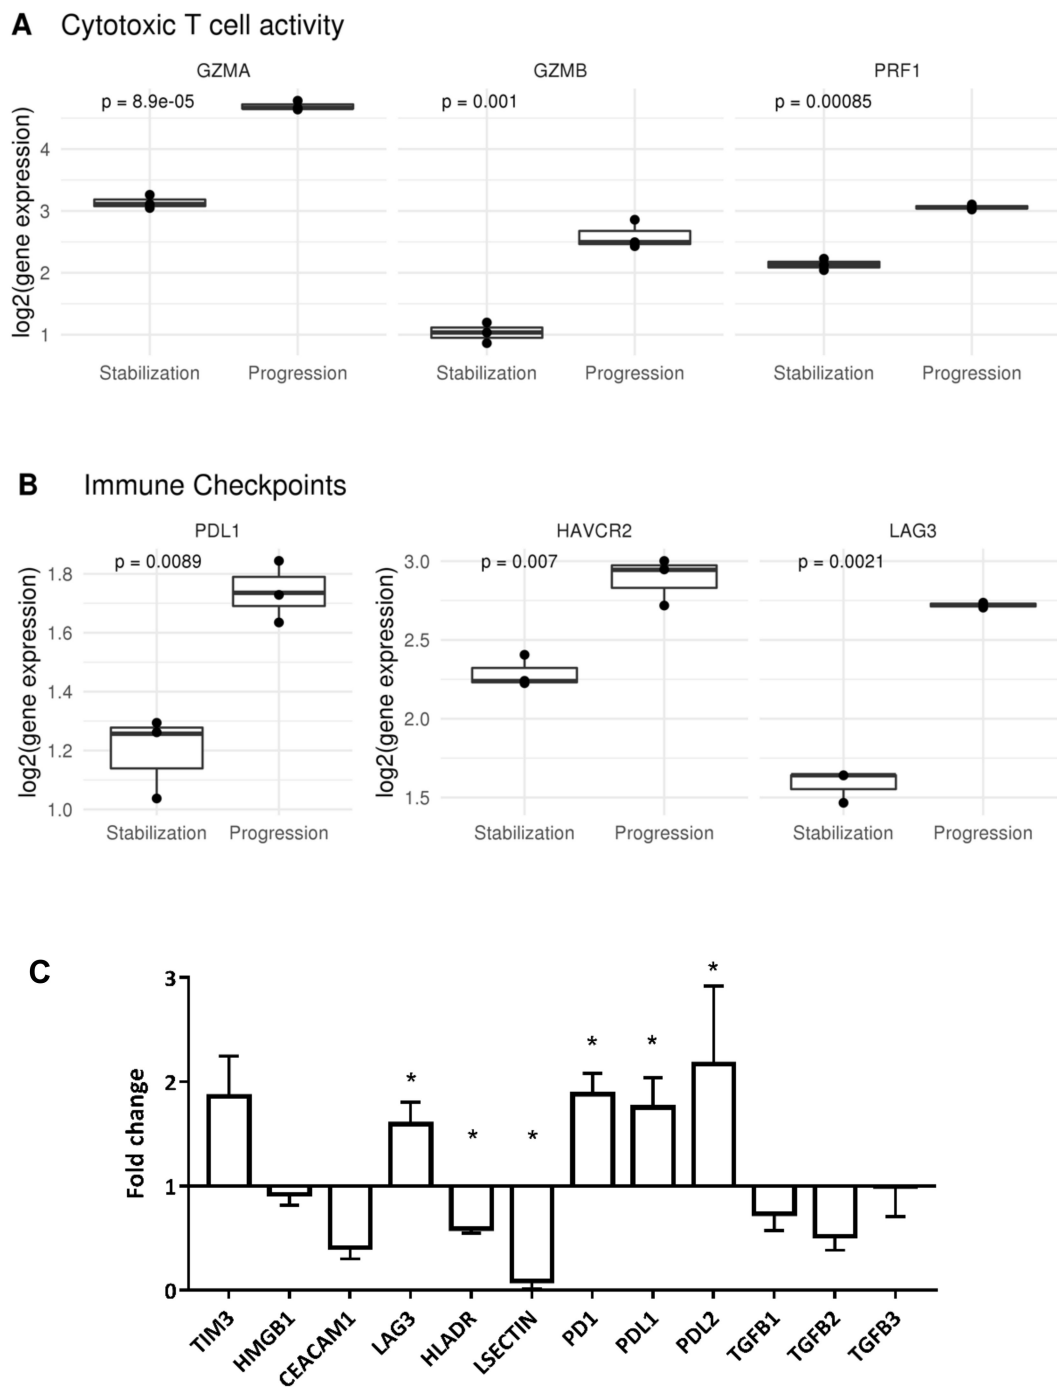 A Cytotoxic T cell activity
GZMA GZMB PRF1
p = 8.9e-05 p = 0.001 p = 0.00085
log2(gene expression)
4
3
2
1
Stabilization Progression Stabilization Progression Stabilization Progression
B Immune Checkpoints
PDL1 HAVCR2 LAG3
p = 0.0089 p = 0.007 p = 0.0021
log2(gene expression)
1.8
1.6
1.4
1.2
1.0
log2(gene expression)
3.0
2.5
2.0
1.5
Stabilization Progression Stabilization Progression Stabilization Progression
C
Fold change
3
2
1
0
* * * * * *
TIM3 HMGB1 CEACAM1 LAG3 HLADR LSECTIN PD1 PDL1 PDL2 TGFB1 TGFB2 TGFB3